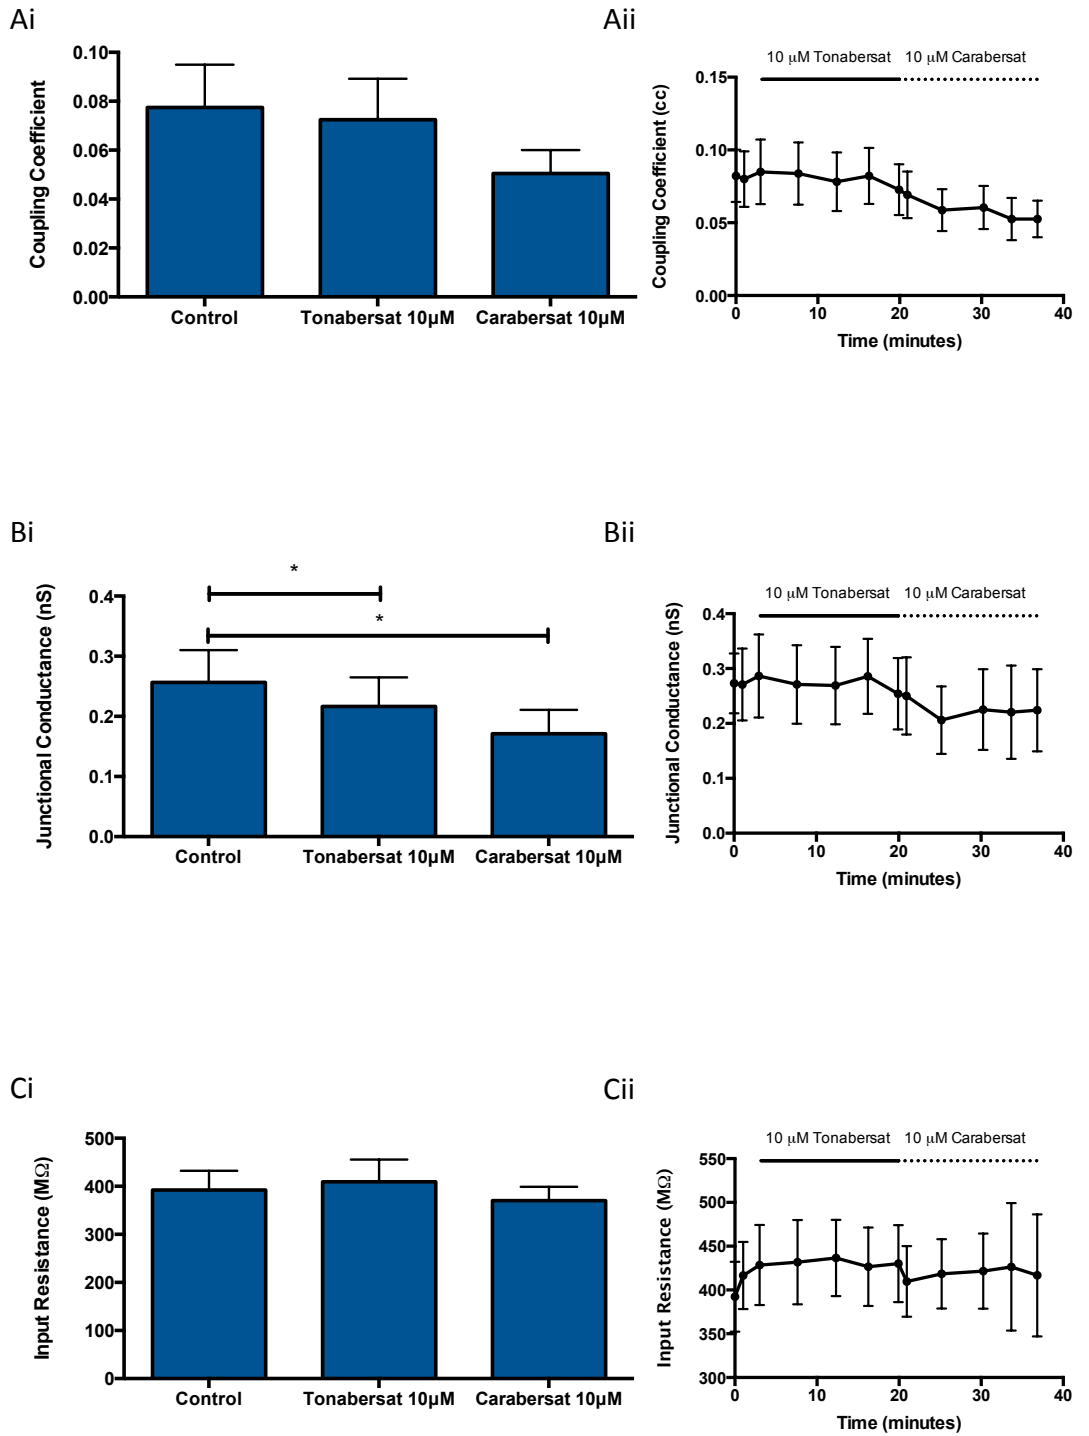 Ai
Coupling Coefficient
0.10
0.08
0.06
0.04
0.02
0.00
Control
Tonabersat 10µM
Carabersat 10µM
Aii
10 µM Tonabersat
10 µM Carabersat
Coupling Coefficient (cc)
0.15
0.10
0.05
0.00
0
10
20
30
40
Time (minutes)
Bi
*
*
Junctional Conductance (nS)
0.4
0.3
0.2
0.1
0.0
Control
Tonabersat 10µM
Carabersat 10µM
Bii
10 µM Tonabersat
10 µM Carabersat
Junctional Conductance (nS)
0.4
0.3
0.2
0.1
0.0
0
10
20
30
40
Time (minutes)
Ci
Input Resistance (MΩ)
500
400
300
200
100
0
Control
Tonabersat 10µM
Carabersat 10µM
Cii
10 µM Tonabersat
10 µM Carabersat
Input Resistance (MΩ)
550
500
450
400
350
300
0
10
20
30
40
Time (minutes)